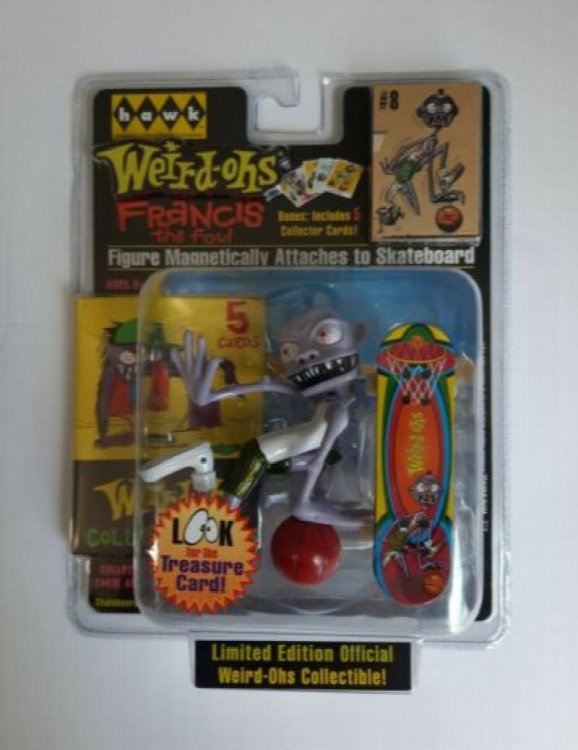 hawk
Weird-ohs
FRANCIS
the foul
Bonus: Includes 5
Collector Cards!
Figure Magnetically Attaches to Skateboard
#8
AGES
5
CARDS
LOOK
for the
Treasure
Card!
Weird-ohs
Limited Edition Official
Weird-Ohs Collectible!